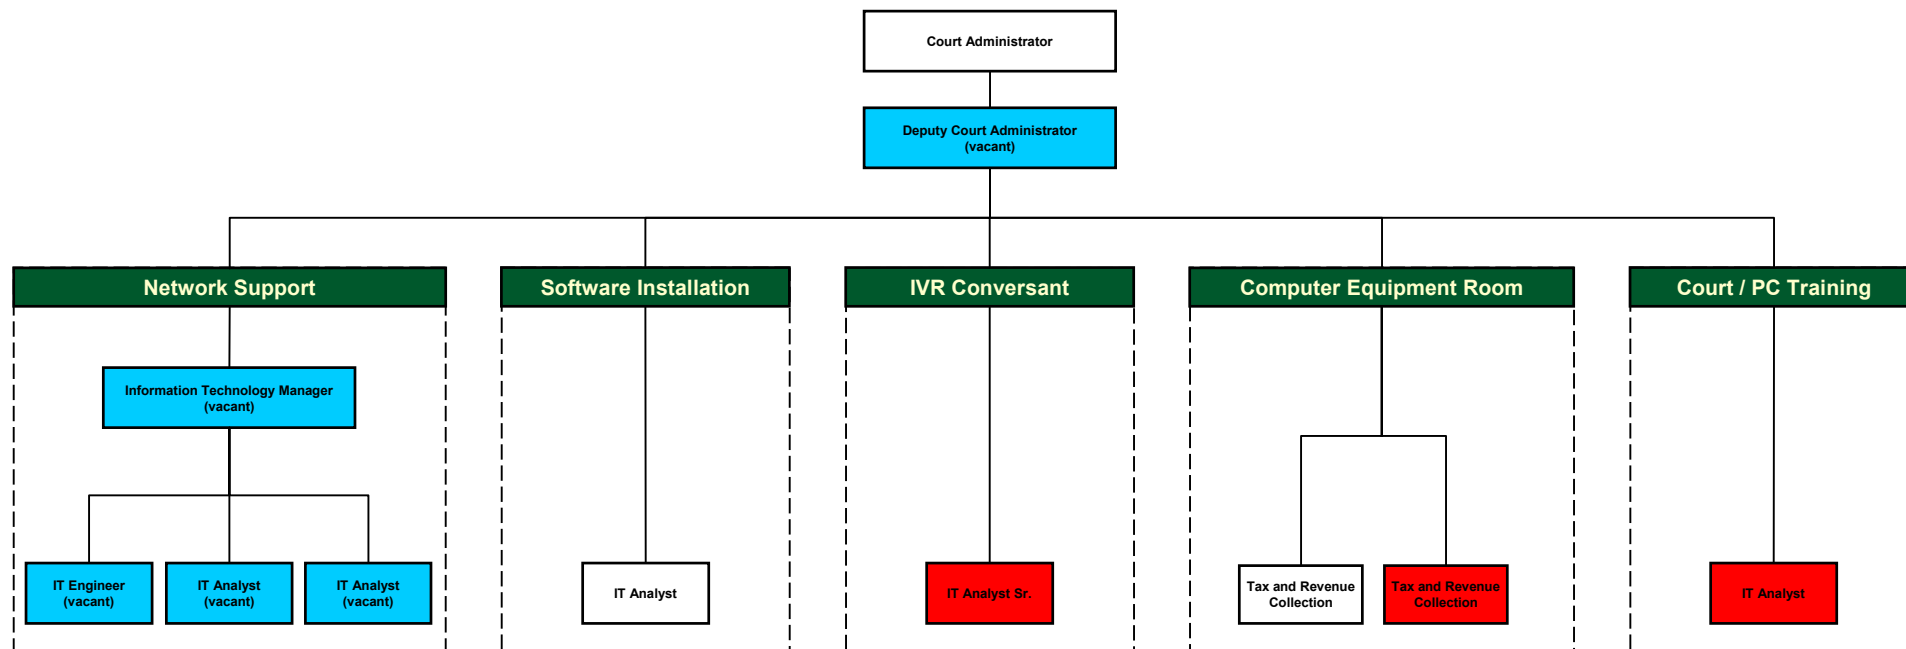 Court Administrator
Deputy Court Administrator
(vacant)
Network Support
Software Installation
IVR Conversant
Computer Equipment Room
Court / PC Training
Information Technology Manager
(vacant)
IT Engineer
(vacant)
IT Analyst
(vacant)
IT Analyst
(vacant)
IT Analyst
IT Analyst Sr.
Tax and Revenue
Collection
Tax and Revenue
Collection
IT Analyst